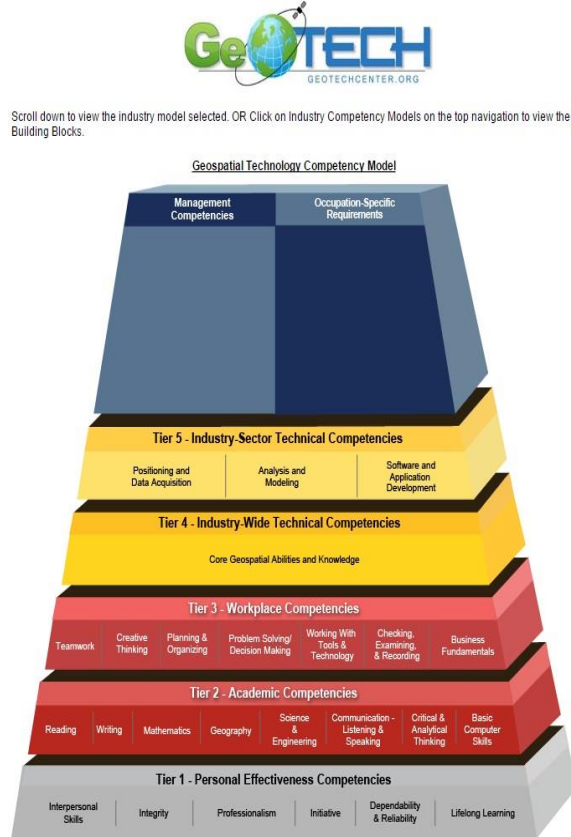 GeoTECH
GEOTECHCENTER.ORG
Scroll down to view the industry model selected. OR Click on Industry Competency Models on the top navigation to view the
Building Blocks.
Geospatial Technology Competency Model
Management
Competencies
Occupation-Specific
Requirements
Tier 5 - Industry-Sector Technical Competencies
Positioning and
Data Acquisition
Analysis and
Modeling
Software and
Application
Development
Tier 4 - Industry-Wide Technical Competencies
Core Geospatial Abilities and Knowledge
Tier 3 - Workplace Competencies
Teamwork
Creative
Thinking
Planning &
Organizing
Problem Solving/
Decision Making
Working With
Tools &
Technology
Checking,
Examining,
& Recording
Business
Fundamentals
Tier 2 - Academic Competencies
Reading
Writing
Mathematics
Geography
Science
&
Engineering
Communication -
Listening &
Speaking
Critical &
Analytical
Thinking
Basic
Computer
Skills
Tier 1 - Personal Effectiveness Competencies
Interpersonal
Skills
Integrity
Professionalism
Initiative
Dependability
& Reliability
Lifelong Learning